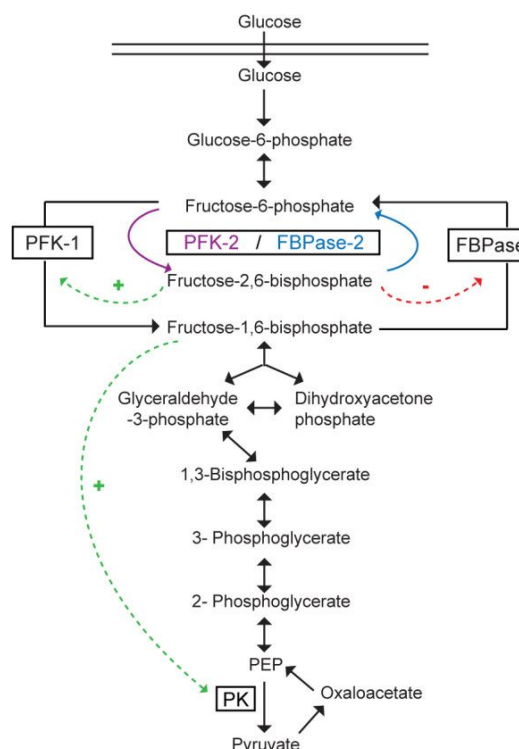 Glucose
Glucose
Glucose-6-phosphate
Fructose-6-phosphate
PFK-1
PFK-2 / FBPase-2
FBPase
+
Fructose-2,6-bisphosphate
-
Fructose-1,6-bisphosphate
Glyceraldehyde
-3-phosphate
Dihydroxyacetone
phosphate
+
1,3-Bisphosphoglycerate
3- Phosphoglycerate
2- Phosphoglycerate
PEP
PK
Oxaloacetate
Pyruvate